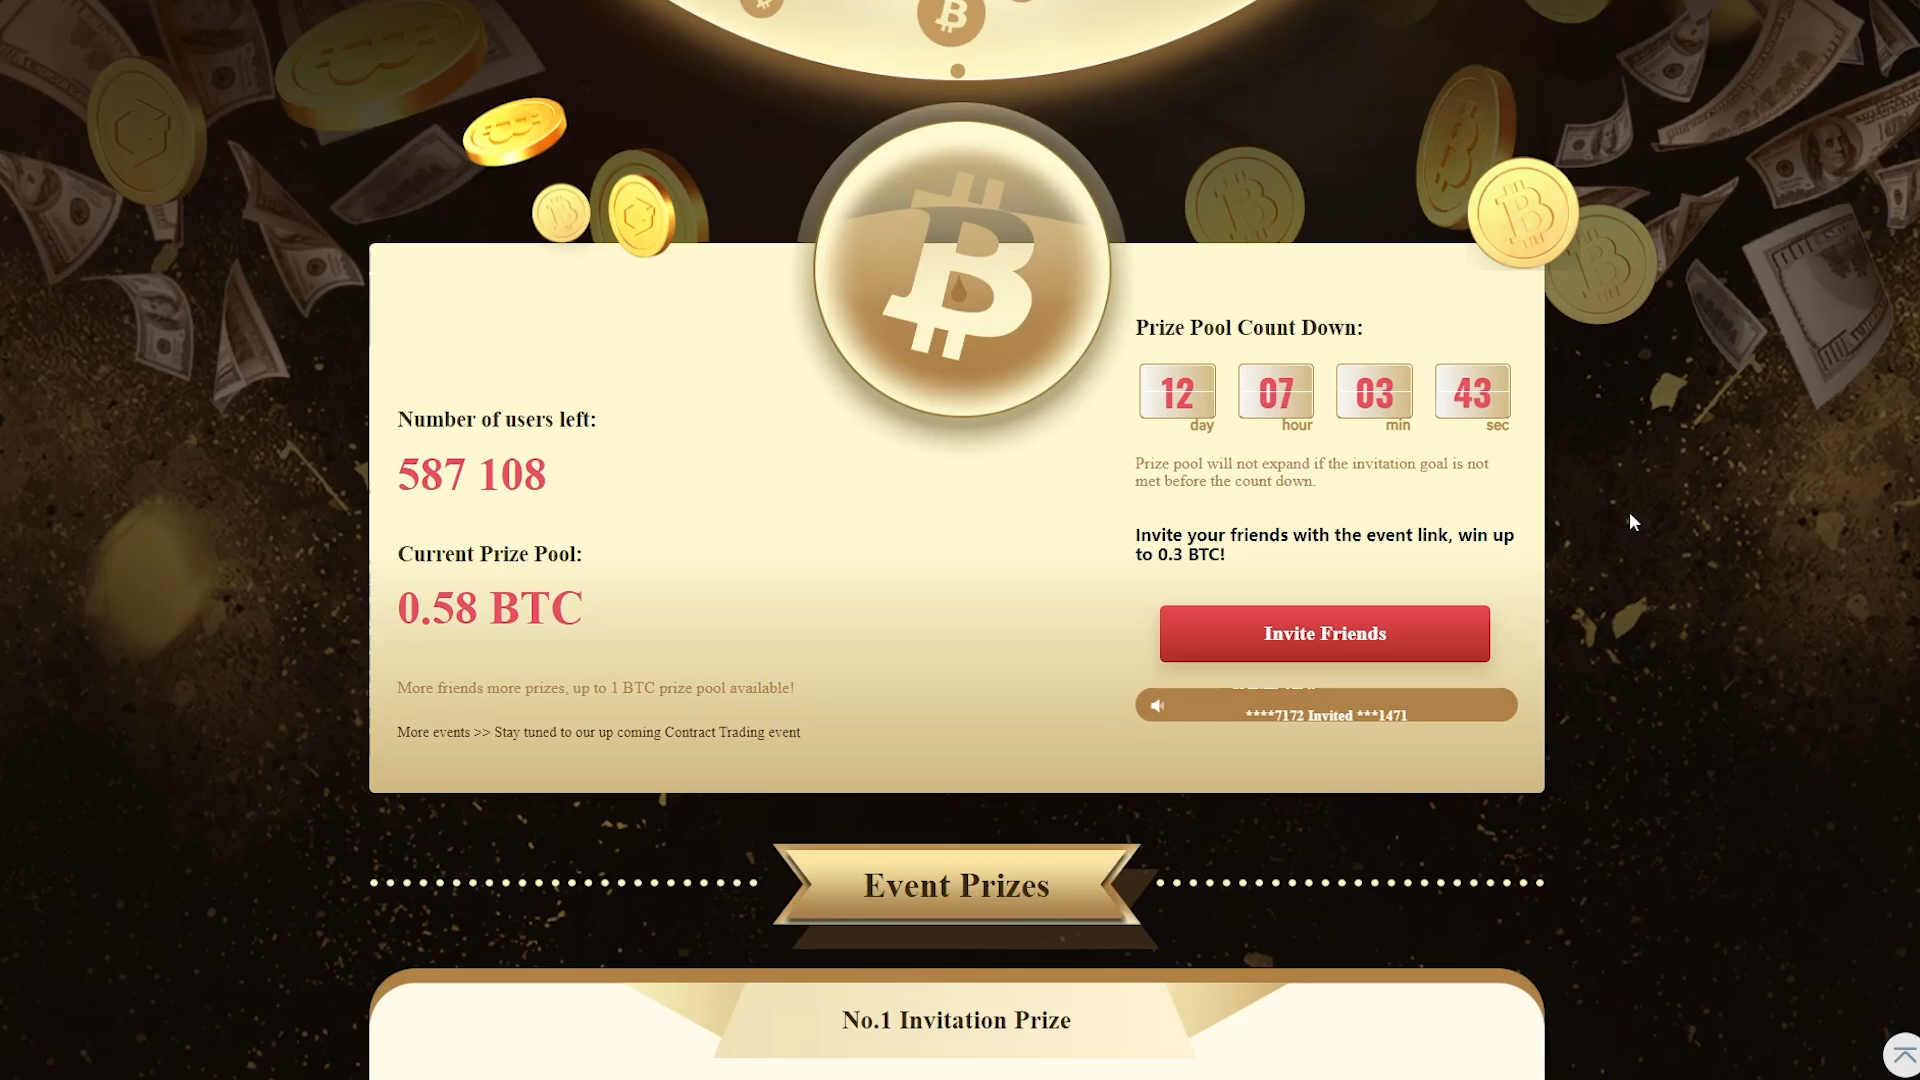 Number of users left:
587 108
Current Prize Pool:
0.58 BTC
More friends more prizes, up to 1 BTC prize pool available!
More events >> Stay tuned to our up coming Contract Trading event
Prize Pool Count Down:
12 07 03 43
day hour min sec
Prize pool will not expand if the invitation goal is not
met before the count down.
Invite your friends with the event link, win up
to 0.3 BTC!
Invite Friends
****7172 Invited ***1471
Event Prizes
No.1 Invitation Prize